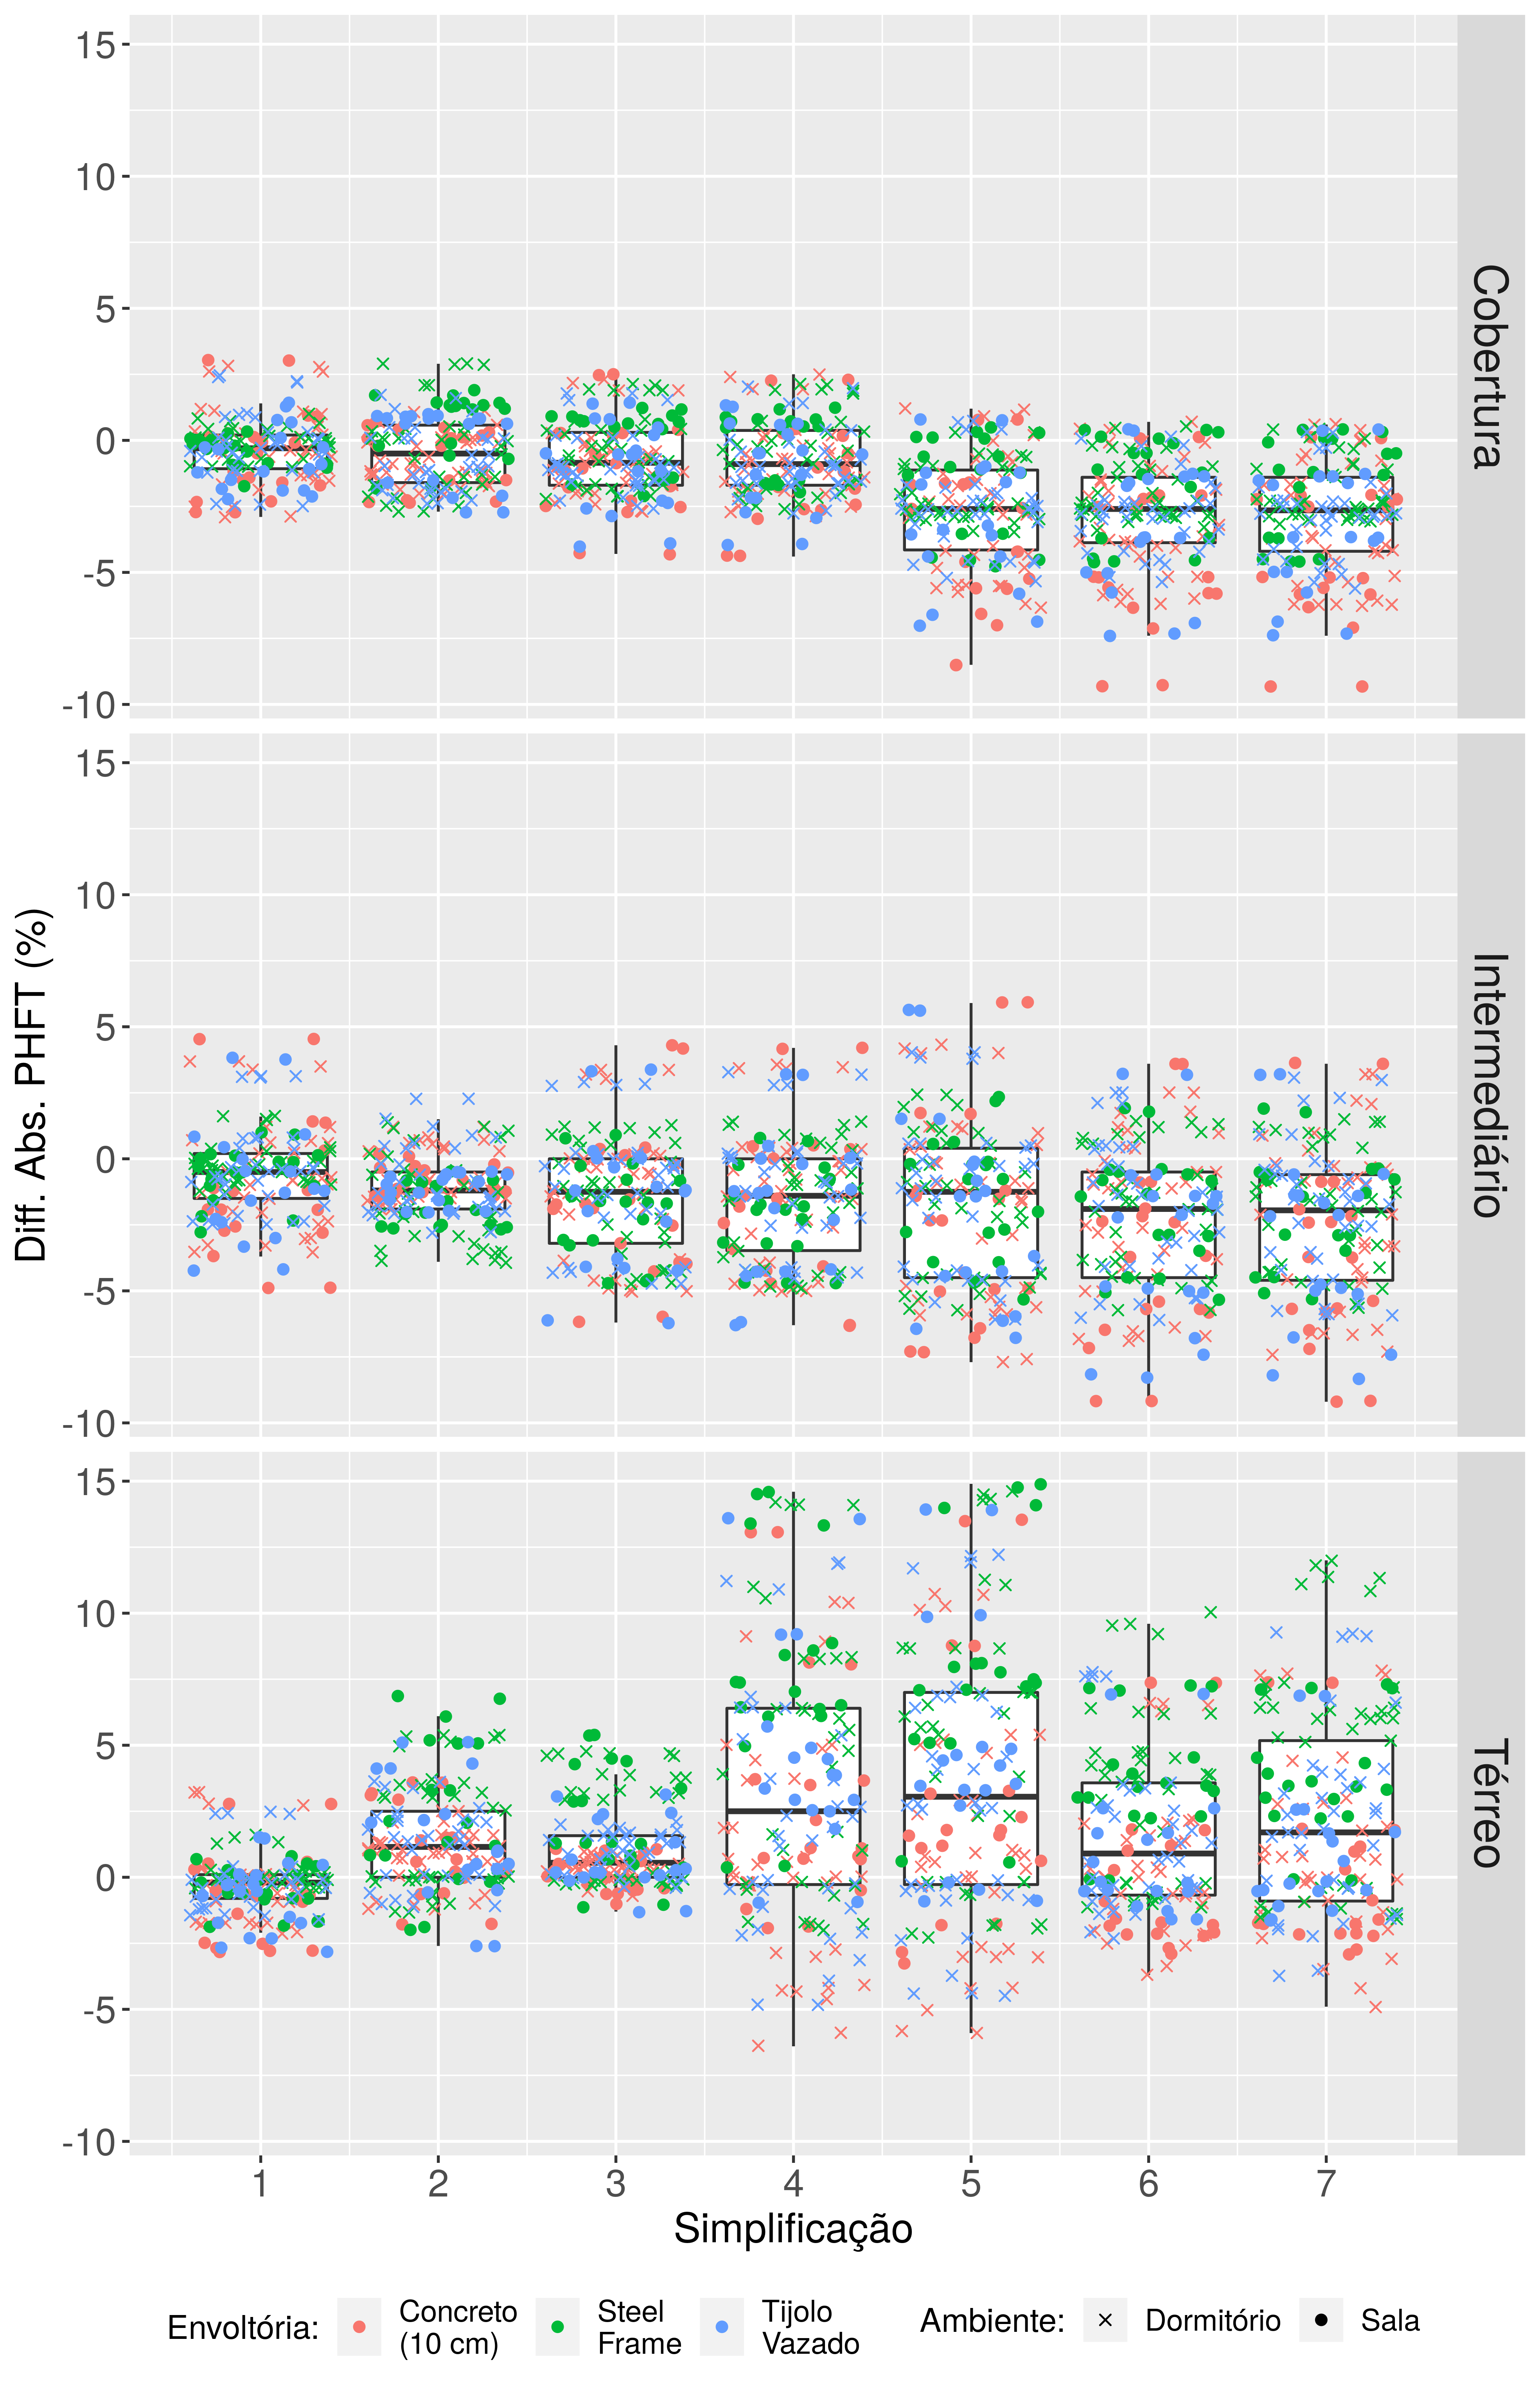 15
10
5
0
-5
-10
Cobertura
15
10
5
0
-5
-10
Intermediário
Diff. Abs. PHFT (%)
15
10
5
0
-5
-10
Térreo
1 2 3 4 5 6 7
Simplificação
Envoltória: Concreto (10 cm) Steel Frame Tijolo Vazado Ambiente: Dormitório Sala